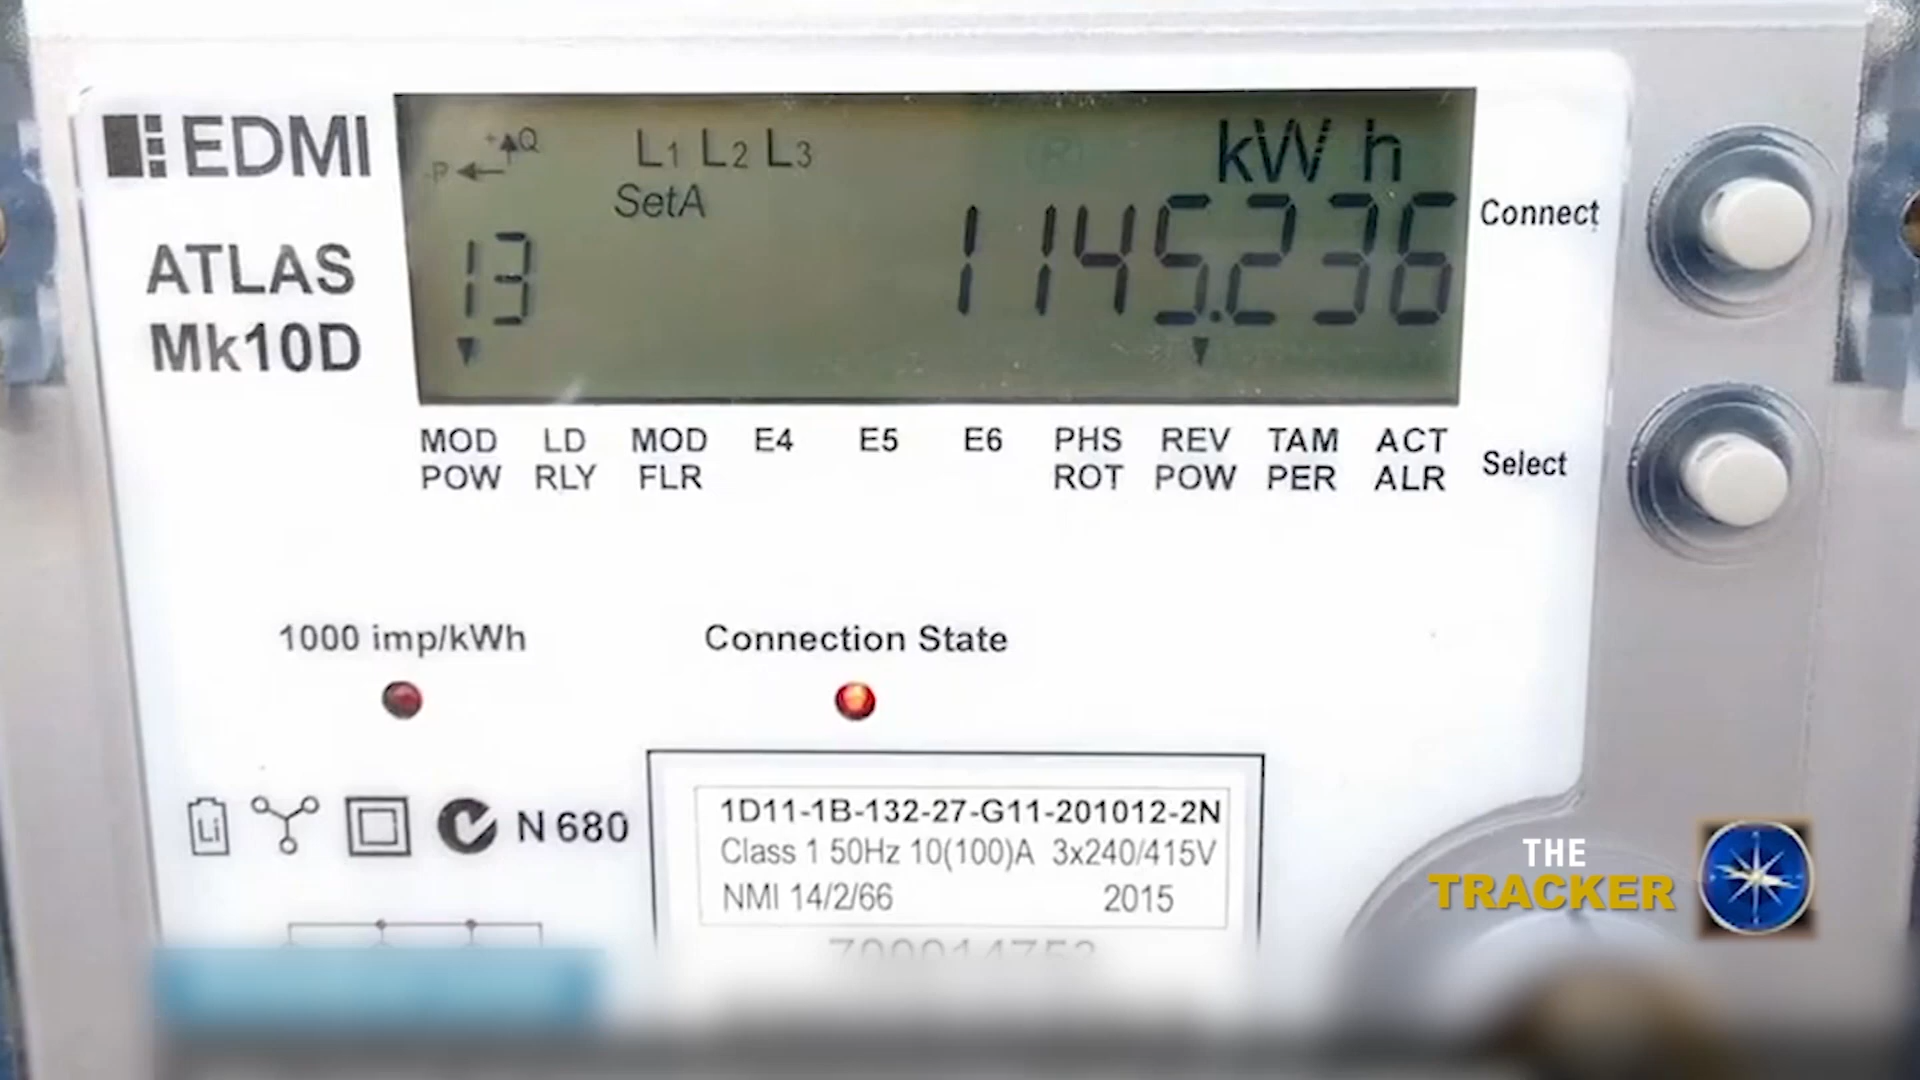 EDMI
ATLAS
Mk10D
+Q
-P
L1 L2 L3
kW h
SetA
13
1145.236
Connect
MOD POW
LD RLY
MOD FLR
E4
E5
E6
PHS ROT
REV POW
TAM PER
ACT ALR
Select
1000 imp/kWh
Connection State
Li
N 680
1D11-1B-132-27-G11-201012-2N
Class 1 50Hz 10(100)A 3x240/415V
NMI 14/2/66 2015
THE
TRACKER